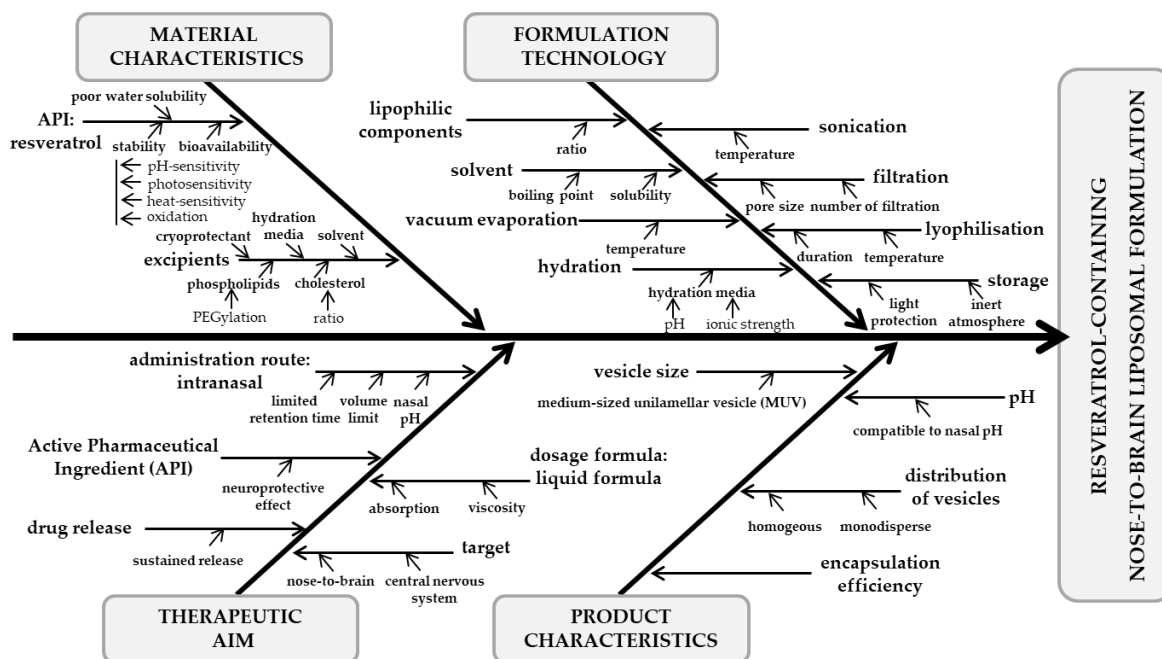 MATERIAL
CHARACTERISTICS
poor water solubility
API:
resveratrol
stability
bioavailability
pH-sensitivity
photosensitivity
heat-sensitivity
oxidation
hydration
media
cryoprotectant
solvent
excipients
phospholipids
cholesterol
PEGylation
ratio
FORMULATION
TECHNOLOGY
lipophilic
components
ratio
sonication
temperature
solvent
boiling point
solubility
filtration
pore size
number of filtration
vacuum evaporation
temperature
lyophilisation
duration
temperature
hydration
hydration media
pH
ionic strength
storage
light
protection
inert
atmosphere
administration route:
intranasal
limited
retention time
volume
limit
nasal
pH
Active Pharmaceutical
Ingredient (API)
neuroprotective
effect
dosage formula:
liquid formula
absorption
viscosity
drug release
sustained release
target
nose-to-brain
central nervous
system
THERAPEUTIC
AIM
vesicle size
medium-sized unilamellar vesicle (MUV)
pH
compatible to nasal pH
distribution
of vesicles
homogeous
monodisperse
encapsulation
efficiency
PRODUCT
CHARACTERISTICS
RESVERATROL-CONTAINING
NOSE-TO-BRAIN LIPOSOMAL FORMULATION